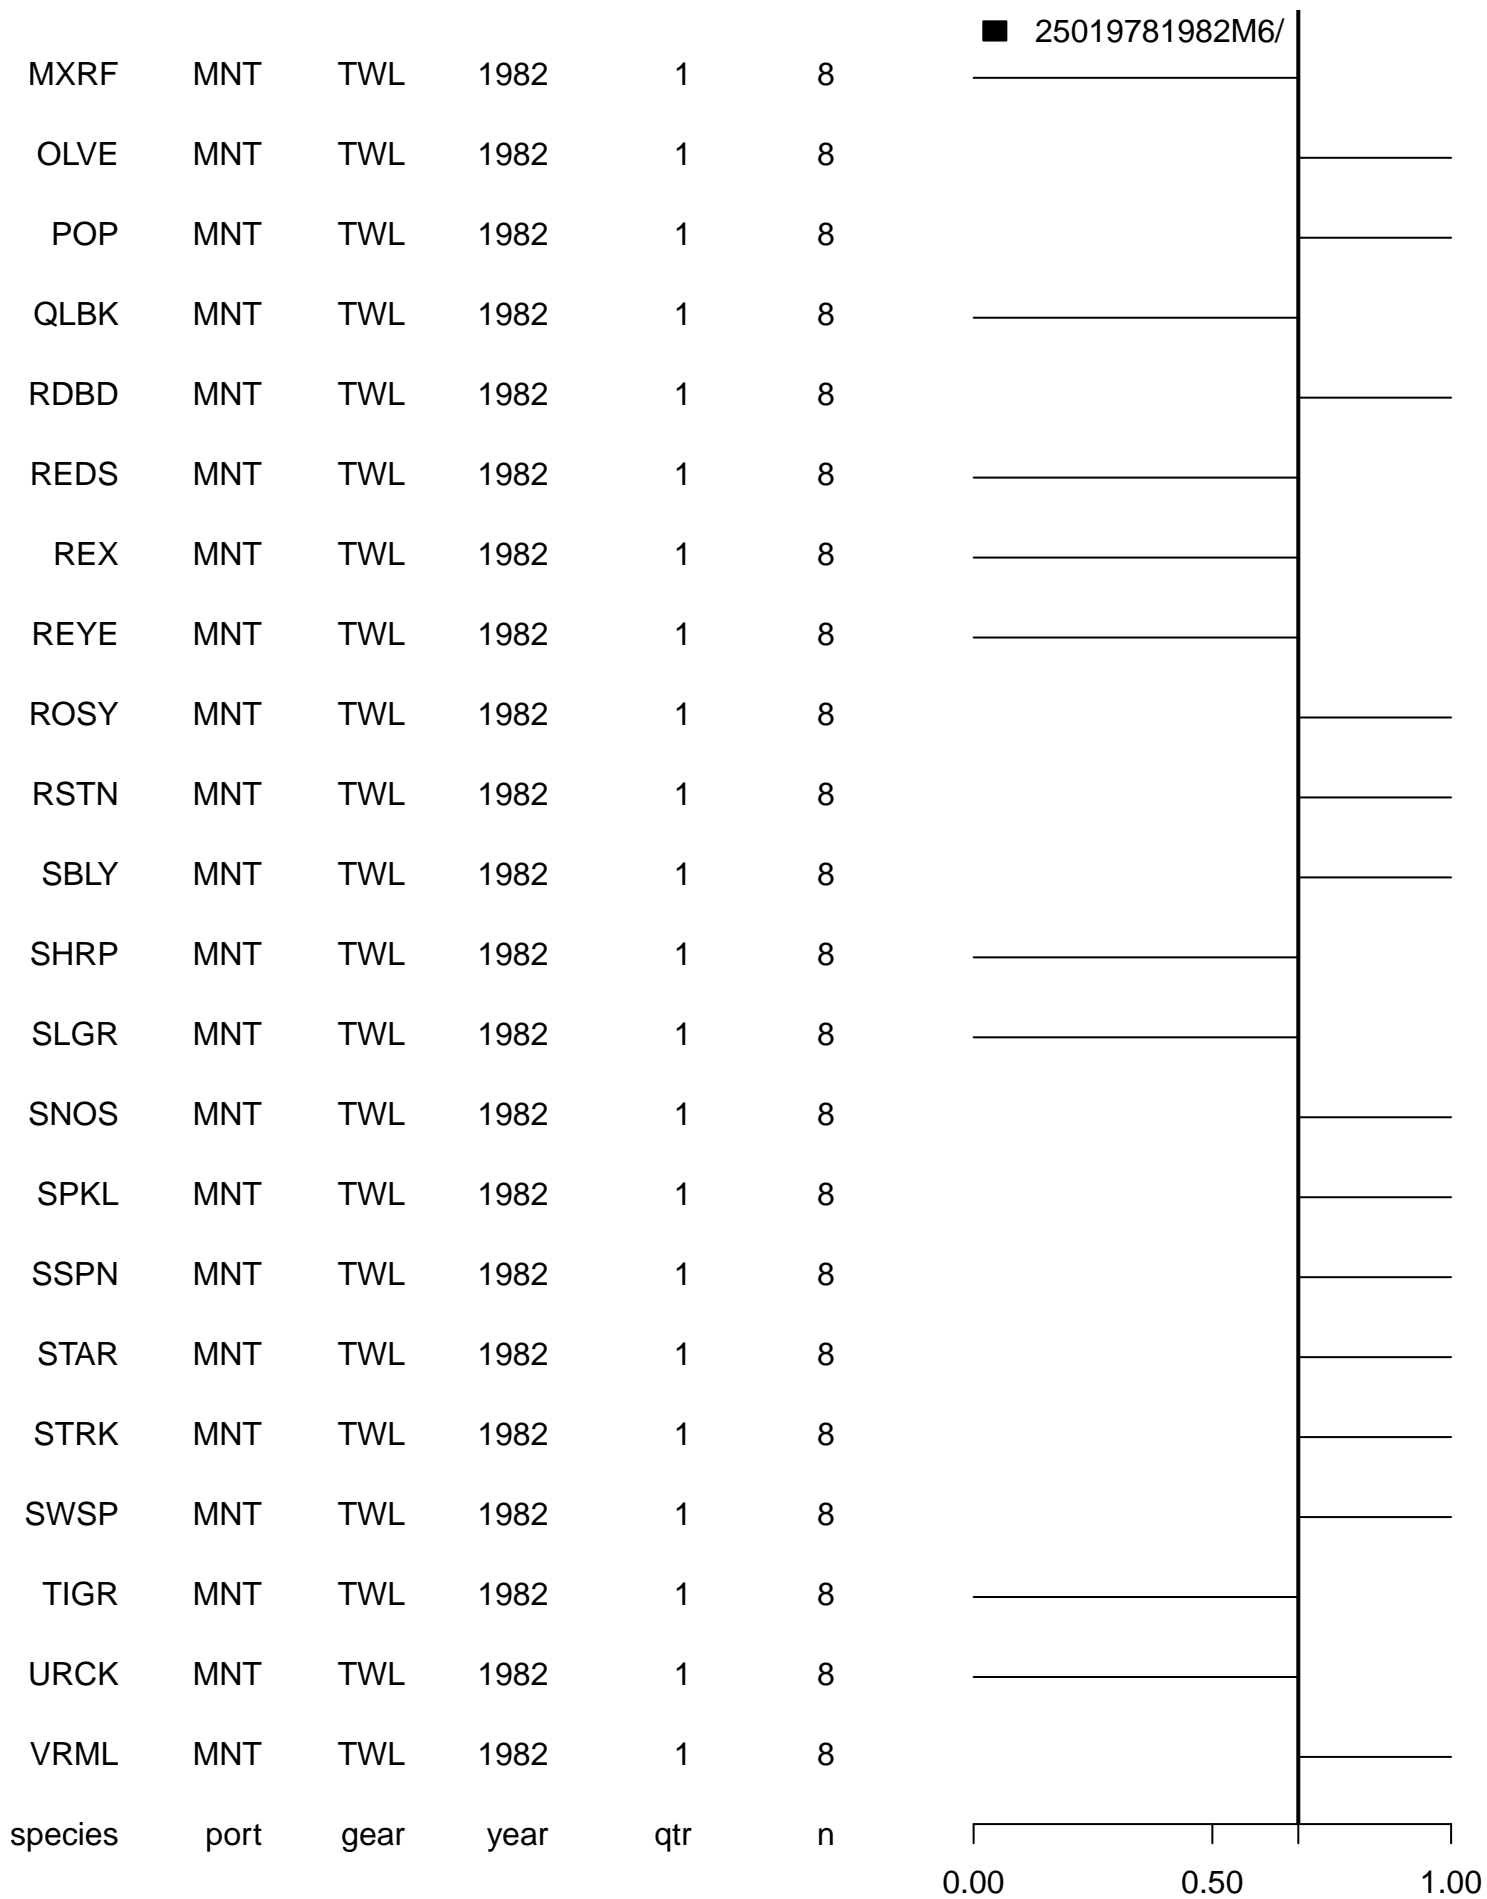 25019781982M6/
MXRF MNT TWL 1982 1 8
OLVE MNT TWL 1982 1 8
POP MNT TWL 1982 1 8
QLBK MNT TWL 1982 1 8
RDBD MNT TWL 1982 1 8
REDS MNT TWL 1982 1 8
REX MNT TWL 1982 1 8
REYE MNT TWL 1982 1 8
ROSY MNT TWL 1982 1 8
RSTN MNT TWL 1982 1 8
SBLY MNT TWL 1982 1 8
SHRP MNT TWL 1982 1 8
SLGR MNT TWL 1982 1 8
SNOS MNT TWL 1982 1 8
SPKL MNT TWL 1982 1 8
SSPN MNT TWL 1982 1 8
STAR MNT TWL 1982 1 8
STRK MNT TWL 1982 1 8
SWSP MNT TWL 1982 1 8
TIGR MNT TWL 1982 1 8
URCK MNT TWL 1982 1 8
VRML MNT TWL 1982 1 8
species port gear year qtr n
0.00 0.50 1.00